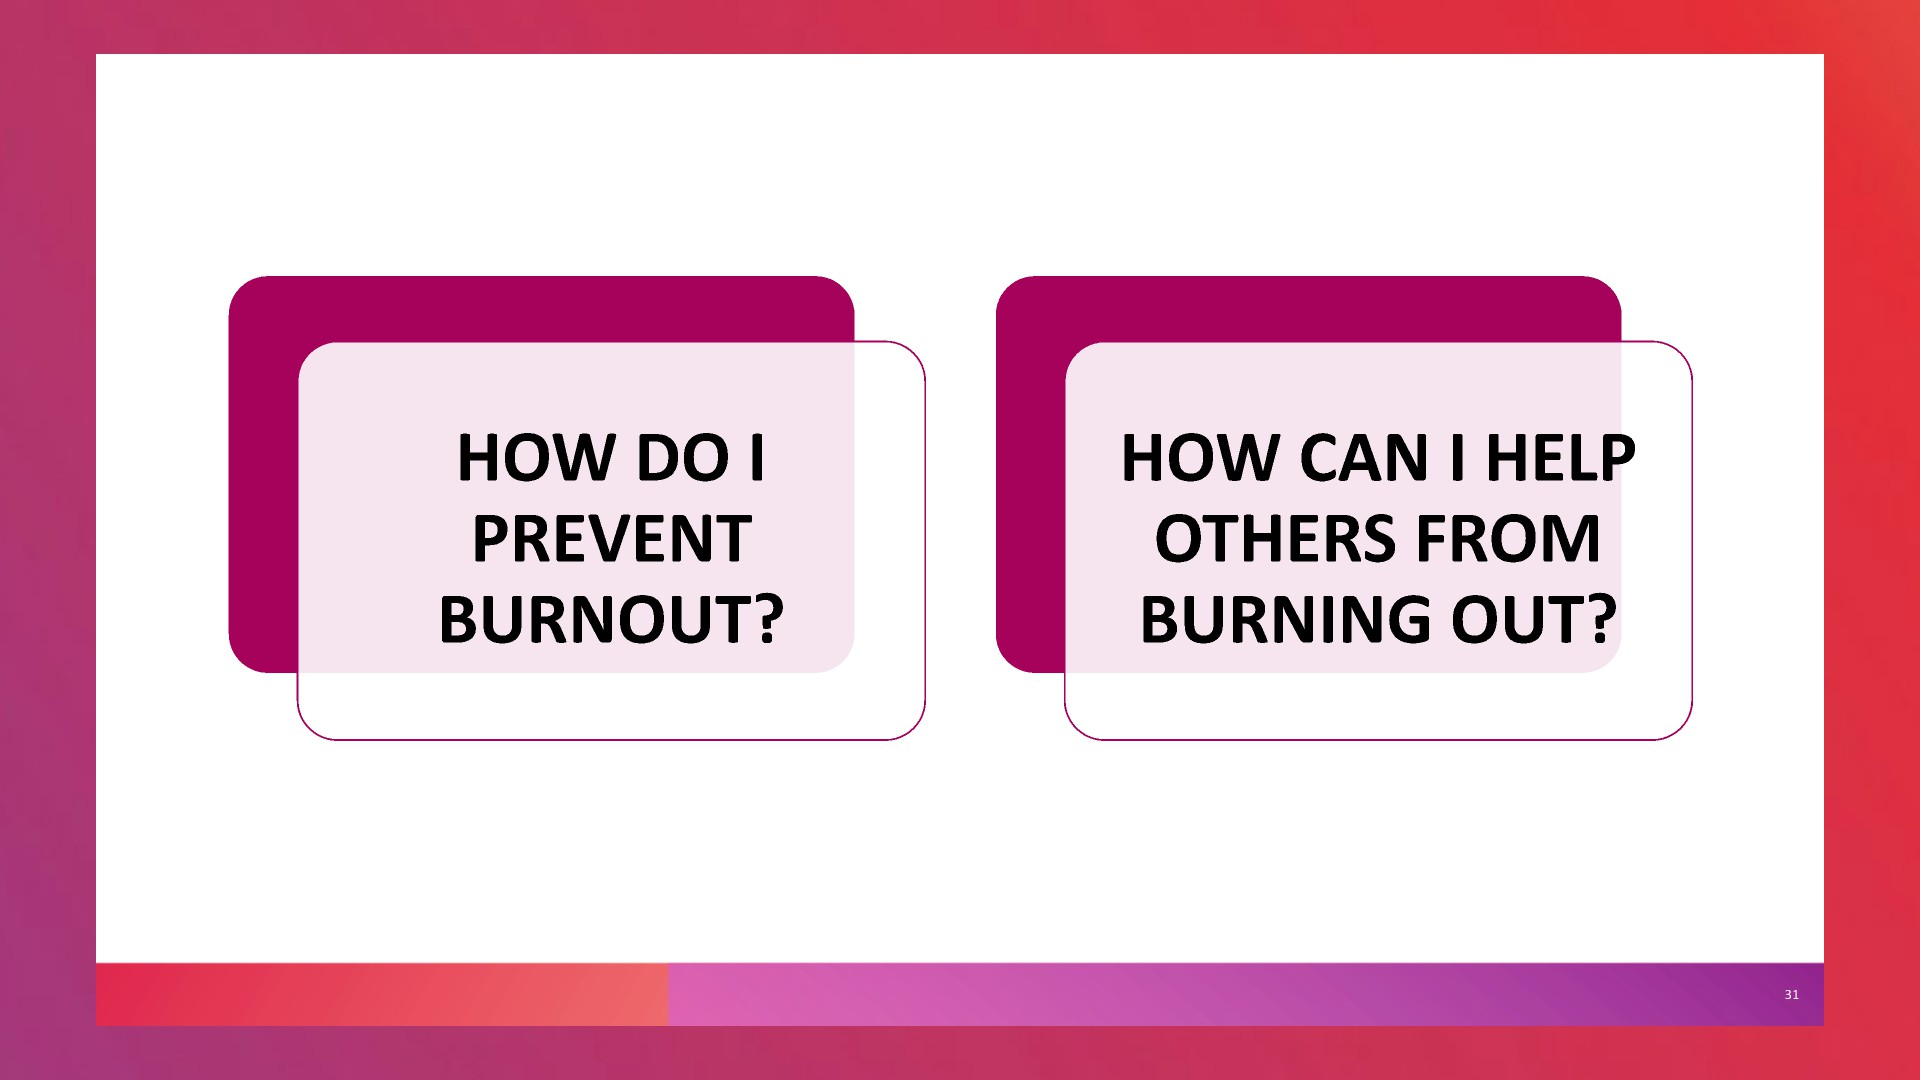 HOW DO I
PREVENT
BURNOUT?
HOW CAN I HELP
OTHERS FROM
BURNING OUT?
31